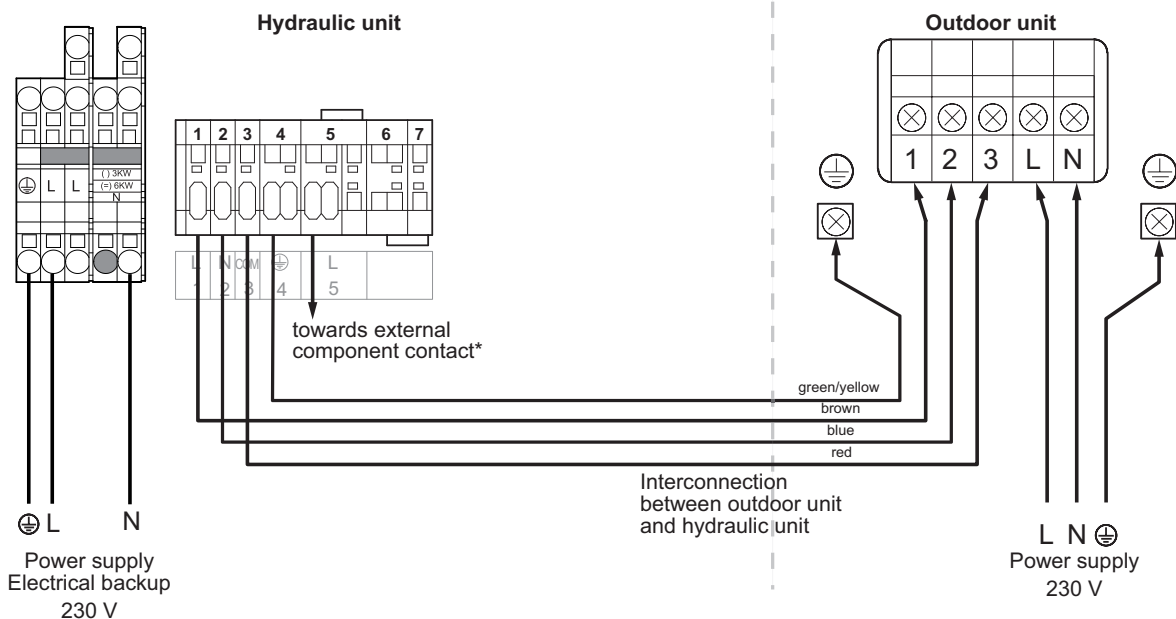 Hydraulic unit
Outdoor unit
1 2 3 4 5 6 7
L L
( ) 3KW
(=) 6KW
N
L N COM L
1 2 3 4 5
1 2 3 L N
towards external
component contact*
green/yellow
brown
blue
red
Interconnection
between outdoor unit
and hydraulic unit
L N
Power supply
Electrical backup
230 V
L N
Power supply
230 V